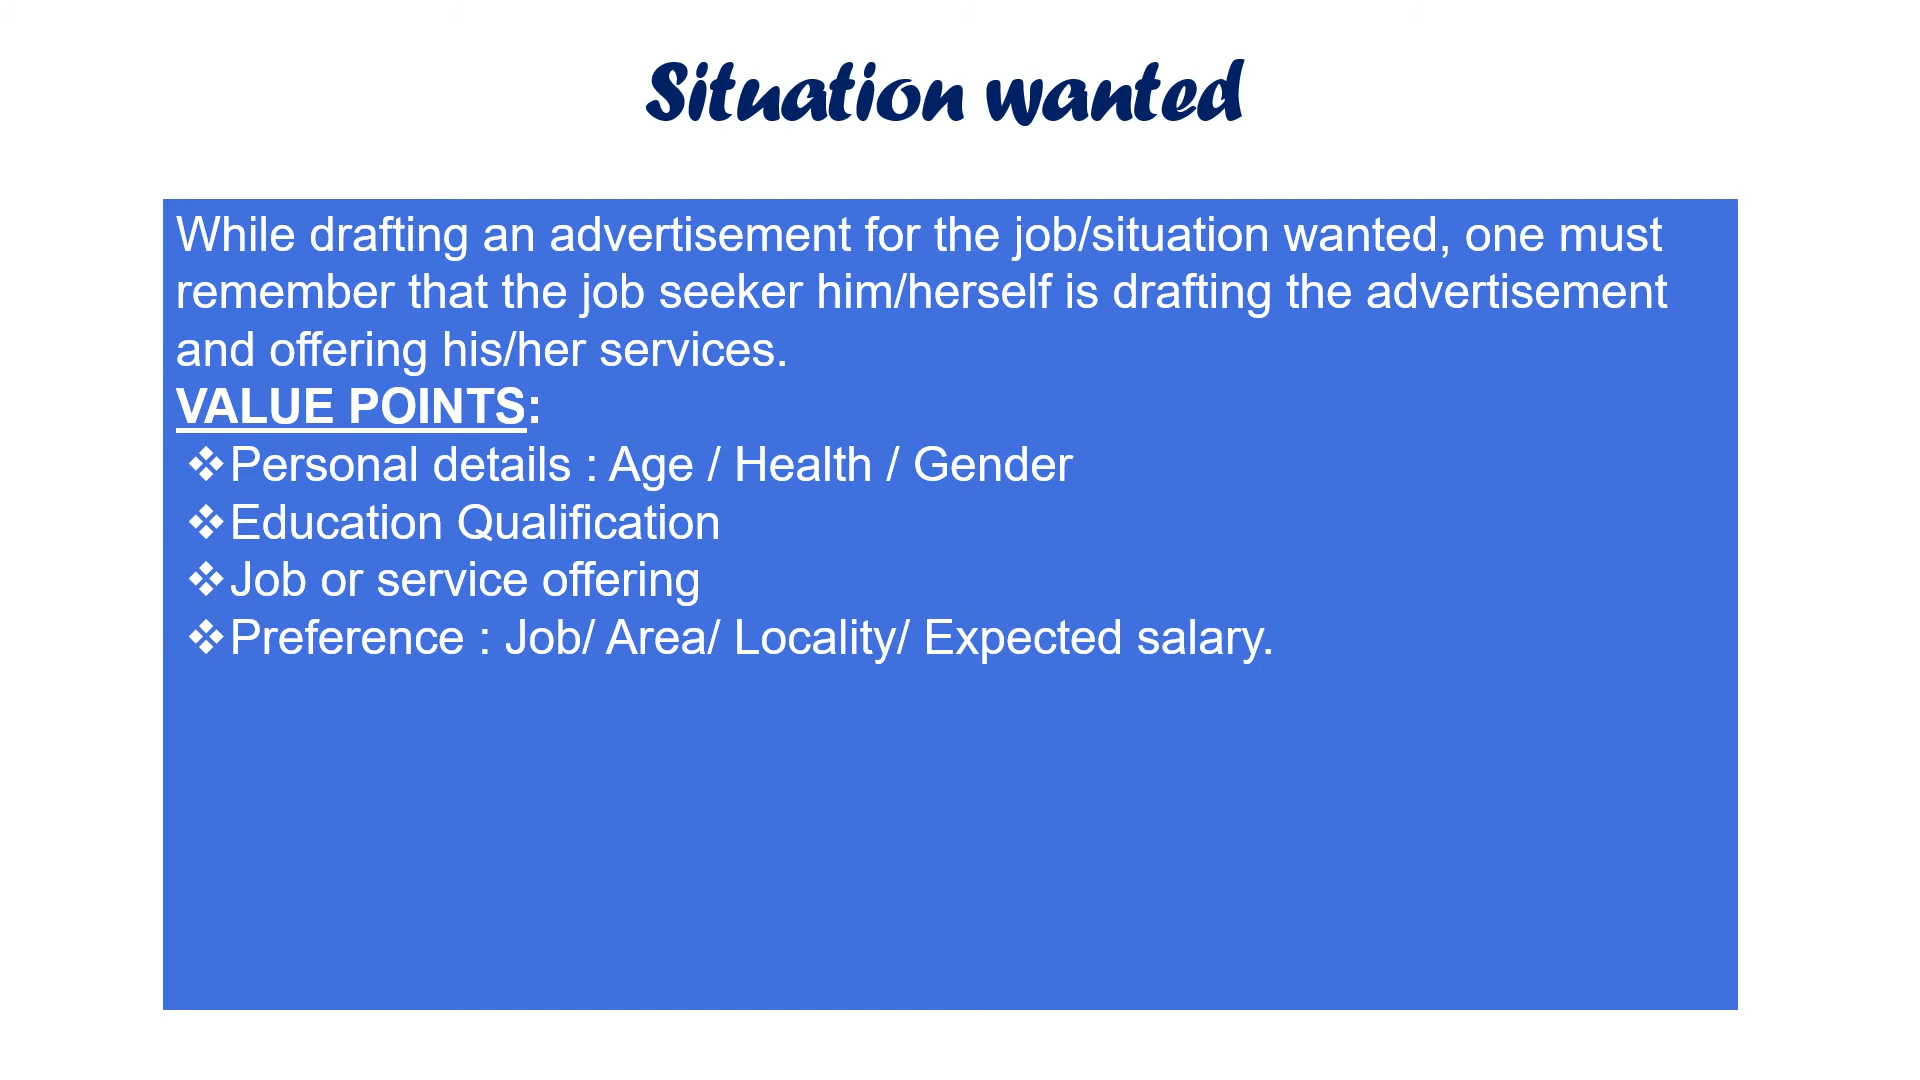 Situation wanted
While drafting an advertisement for the job/situation wanted, one must
remember that the job seeker him/herself is drafting the advertisement
and offering his/her services.
VALUE POINTS:
❖Personal details : Age / Health / Gender
❖Education Qualification
❖Job or service offering
❖Preference : Job/ Area/ Locality/ Expected salary.